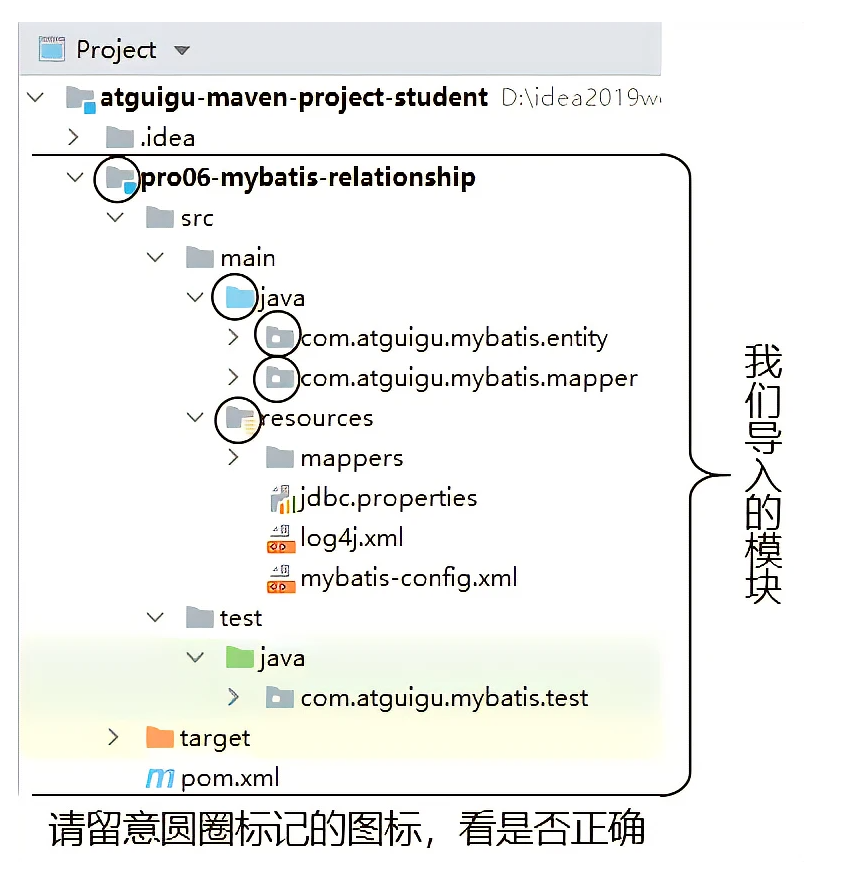 Project
atguigu-maven-project-student D:\idea2019w
.idea
pro06-mybatis-relationship
src
main
java
com.atguigu.mybatis.entity
com.atguigu.mybatis.mapper
resources
mappers
jdbc.properties
log4j.xml
mybatis-config.xml
test
java
com.atguigu.mybatis.test
target
pom.xml
我们导入的模块
请留意圆圈标记的图标，看是否正确